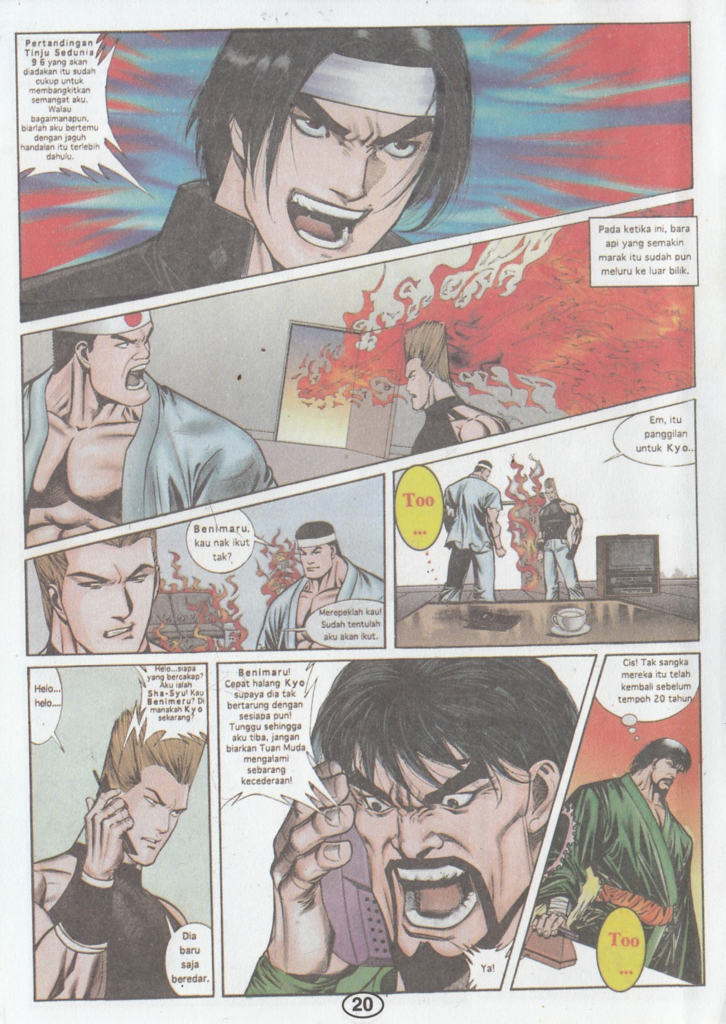 Pertandingan
Tinju Sedunia
96 yang akan
diadakan itu sudah
cukup untuk
membangkitkan
semangat aku.
Walau
bagaimanapun,
biarlah aku bertemu
dengan jaguh
handalan itu terlebih
dahulu.
Pada ketika ini, bara
api yang semakin
marak itu sudah pun
meluru ke luar bilik.
Em, itu
panggilan
untuk Kyo...
Too
...
Benimaru,
kau nak ikut
tak?
Merepeklah kau!
Sudah tentulah
aku akan ikut.
Helo...
helo....
Helo...siapa
yang bercakap?
Aku ialah
Sha-Syu! Kau
Benimeru? Di
manakah Kyo
sekarang?
Dia
baru
saja
beredar.
Benimaru!
Cepat halang Kyo
supaya dia tak
bertarung dengan
sesiapa pun!
Tunggu sehingga
aku tiba, jangan
biarkan Tuan Muda
mengalami
sebarang
kecederaan!
Ya!
Cis! Tak sangka
mereka itu telah
kembali sebelum
tempoh 20 tahun
Too
...
20